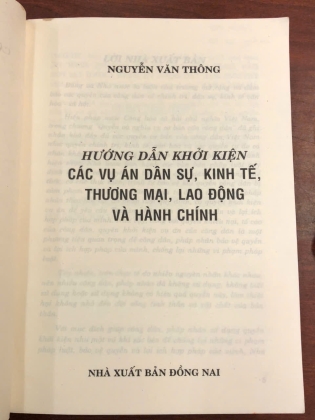 NGUYỄN VĂN THÔNG
HƯỚNG DẪN KHỞI KIỆN
CÁC VỤ ÁN DÂN SỰ, KINH TẾ,
THƯƠNG MẠI, LAO ĐỘNG
VÀ HÀNH CHÍNH
NHÀ XUẤT BẢN ĐỒNG NAI